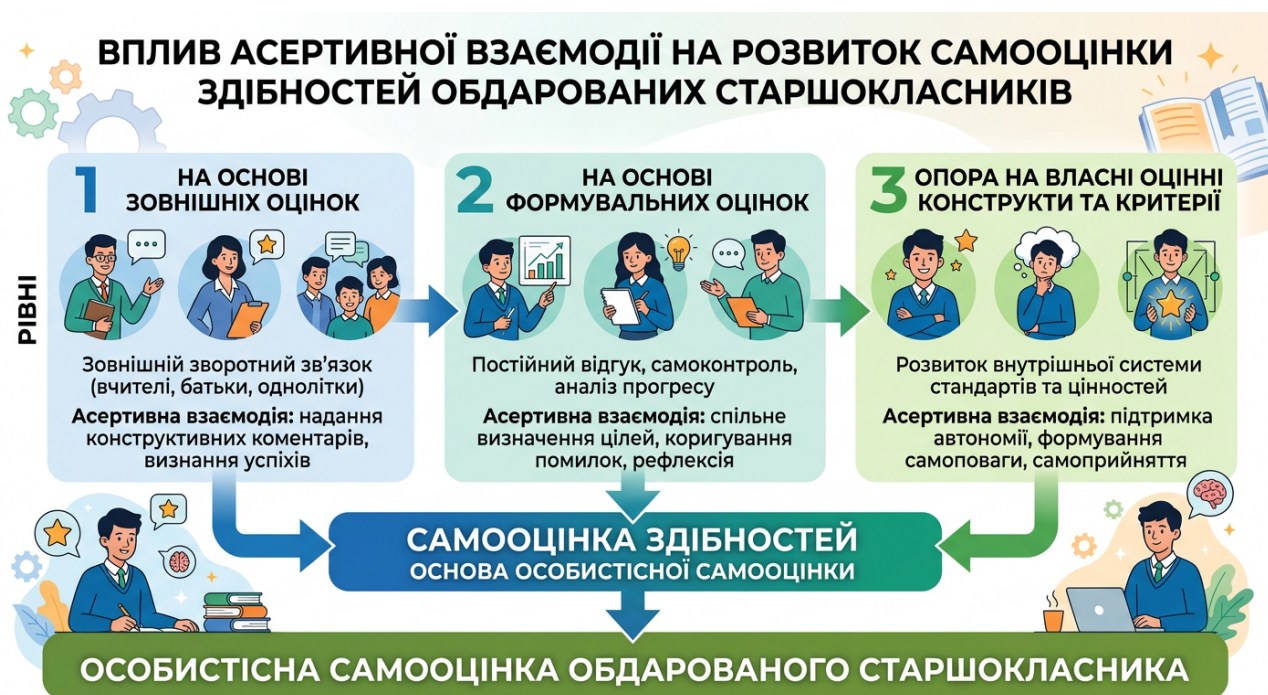 ВПЛИВ АСЕРТИВНОЇ ВЗАЄМОДІЇ НА РОЗВИТОК САМООЦІНКИ
ЗДІБНОСТЕЙ ОБДАРОВАНИХ СТАРШОКЛАСНИКІВ
РІВНІ
1 НА ОСНОВІ
ЗОВНІШНІХ ОЦІНОК
Зовнішній зворотний зв’язок
(вчителі, батьки, однолітки)
Асертивна взаємодія: надання
конструктивних коментарів,
визнання успіхів
2 НА ОСНОВІ
ФОРМУВАЛЬНИХ ОЦІНОК
Постійний відгук, самоконтроль,
аналіз прогресу
Асертивна взаємодія: спільне
визначення цілей, коригування
помилок, рефлексія
3 ОПОРА НА ВЛАСНІ ОЦІННІ
КОНСТРУКТИ ТА КРИТЕРІЇ
Розвиток внутрішньої системи
стандартів та цінностей
Асертивна взаємодія: підтримка
автономії, формування
самоповаги, самоприйняття
САМООЦІНКА ЗДІБНОСТЕЙ
ОСНОВА ОСОБИСТІСНОЇ САМООЦІНКИ
ОСОБИСТІСНА САМООЦІНКА ОБДАРОВАНОГО СТАРШОКЛАСНИКА